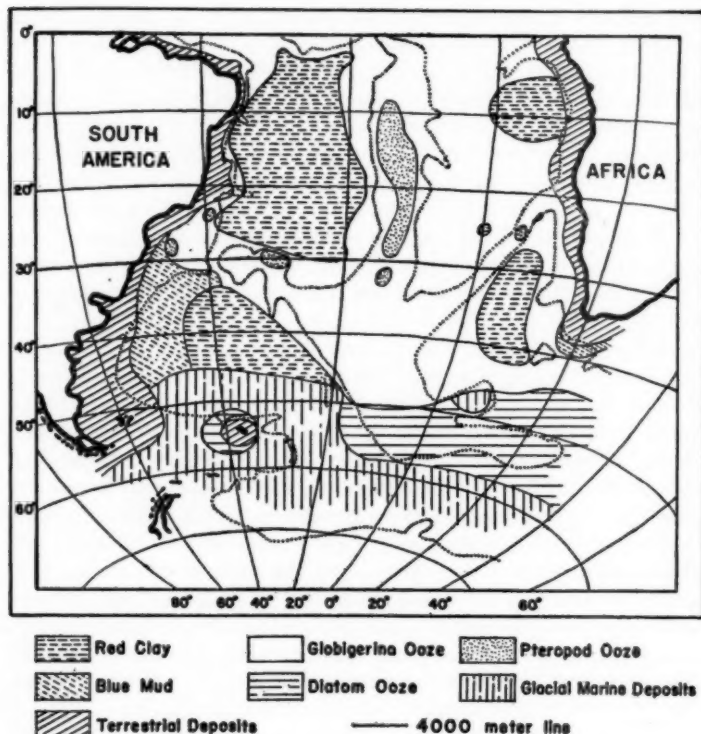 0°
10°
20°
30°
40°
50°
60°
SOUTH
AMERICA
AFRICA
80° 60° 40° 20° 0° 20° 40° 60°
Red Clay Globigerina Ooze Pteropod Ooze
Blue Mud Diatom Ooze Glacial Marine Deposits
Terrestrial Deposits 4000 meter line